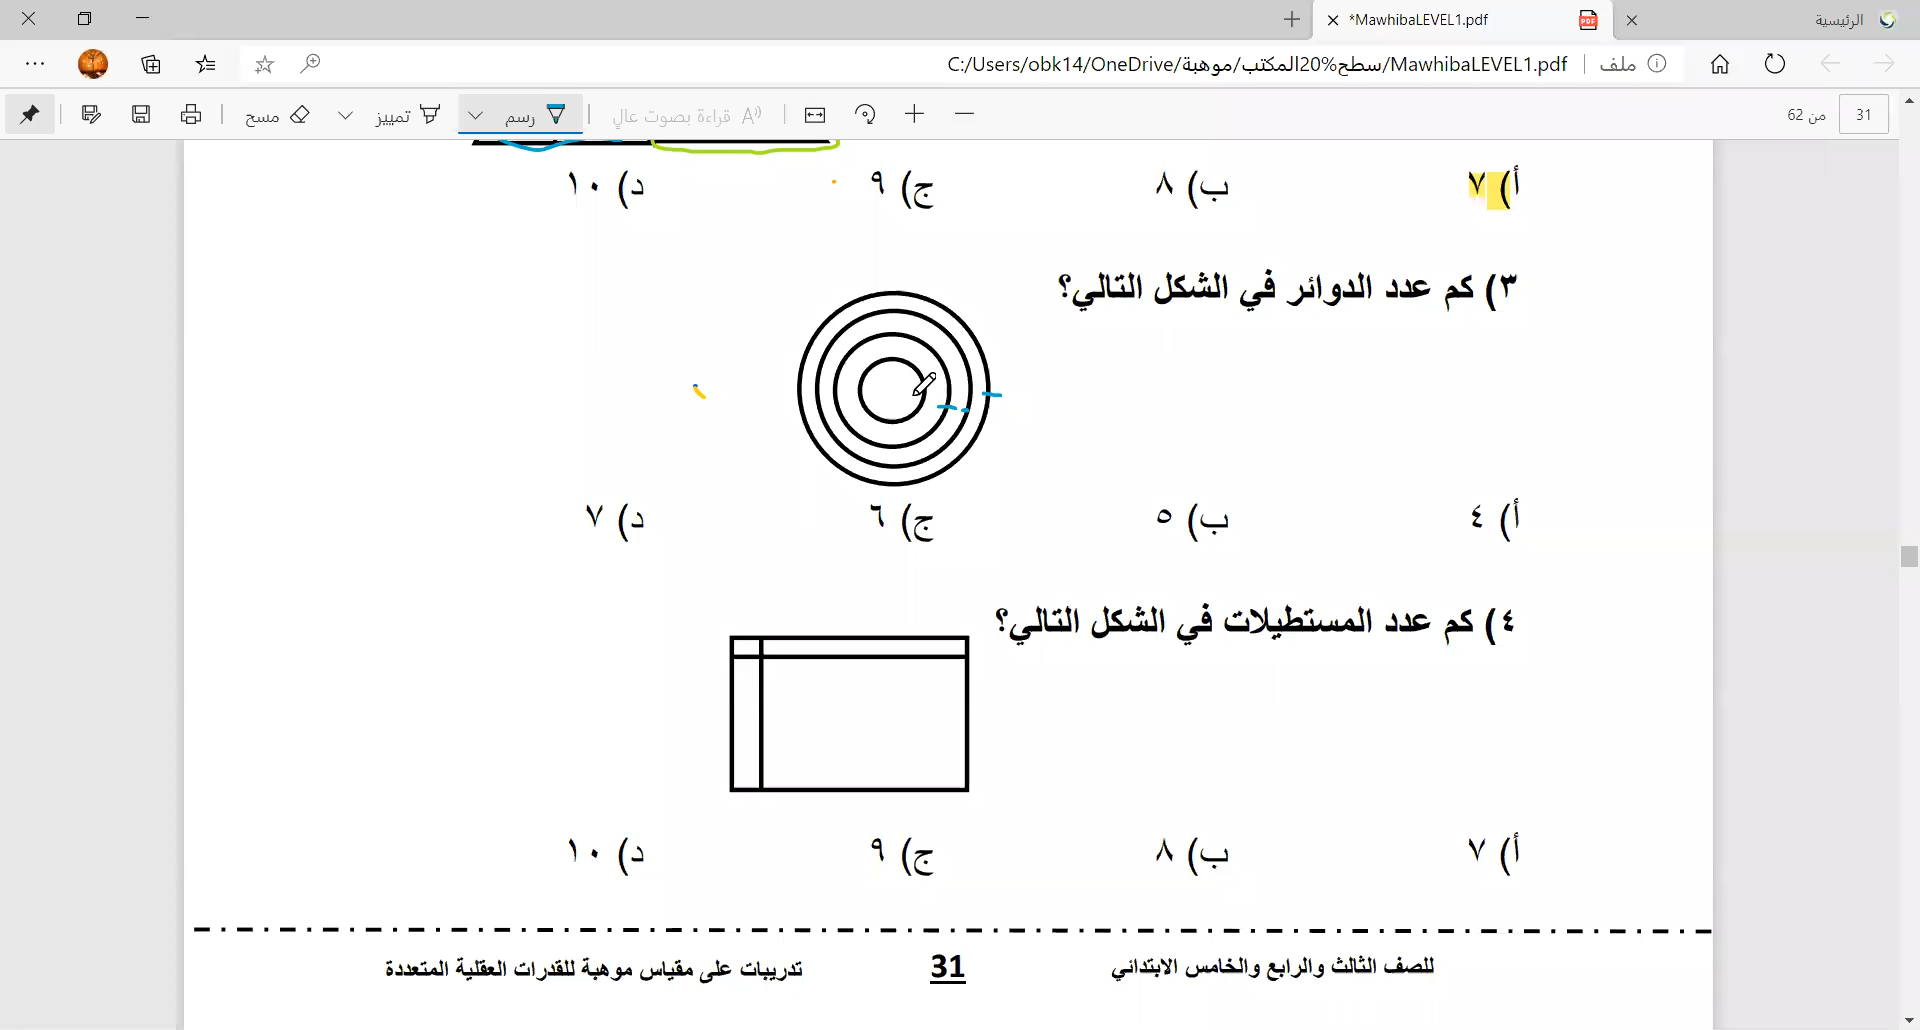 الرئيسية
*MawhibaLEVEL1.pdf
ملف C:/Users/obk14/OneDrive/سطح%20المكتب/موهبة/MawhibaLEVEL1.pdf
31 من 62 قراءة بصوت عالٍ رسم تمييز مسح
أ) ٧ ب) ٨ ج) ٩ د) ١٠
٣) كم عدد الدوائر في الشكل التالي؟
أ) ٤ ب) ٥ ج) ٦ د) ٧
٤) كم عدد المستطيلات في الشكل التالي؟
أ) ٧ ب) ٨ ج) ٩ د) ١٠
للصف الثالث والرابع والخامس الابتدائي 31 تدريبات على مقياس موهبة للقدرات العقلية المتعددة